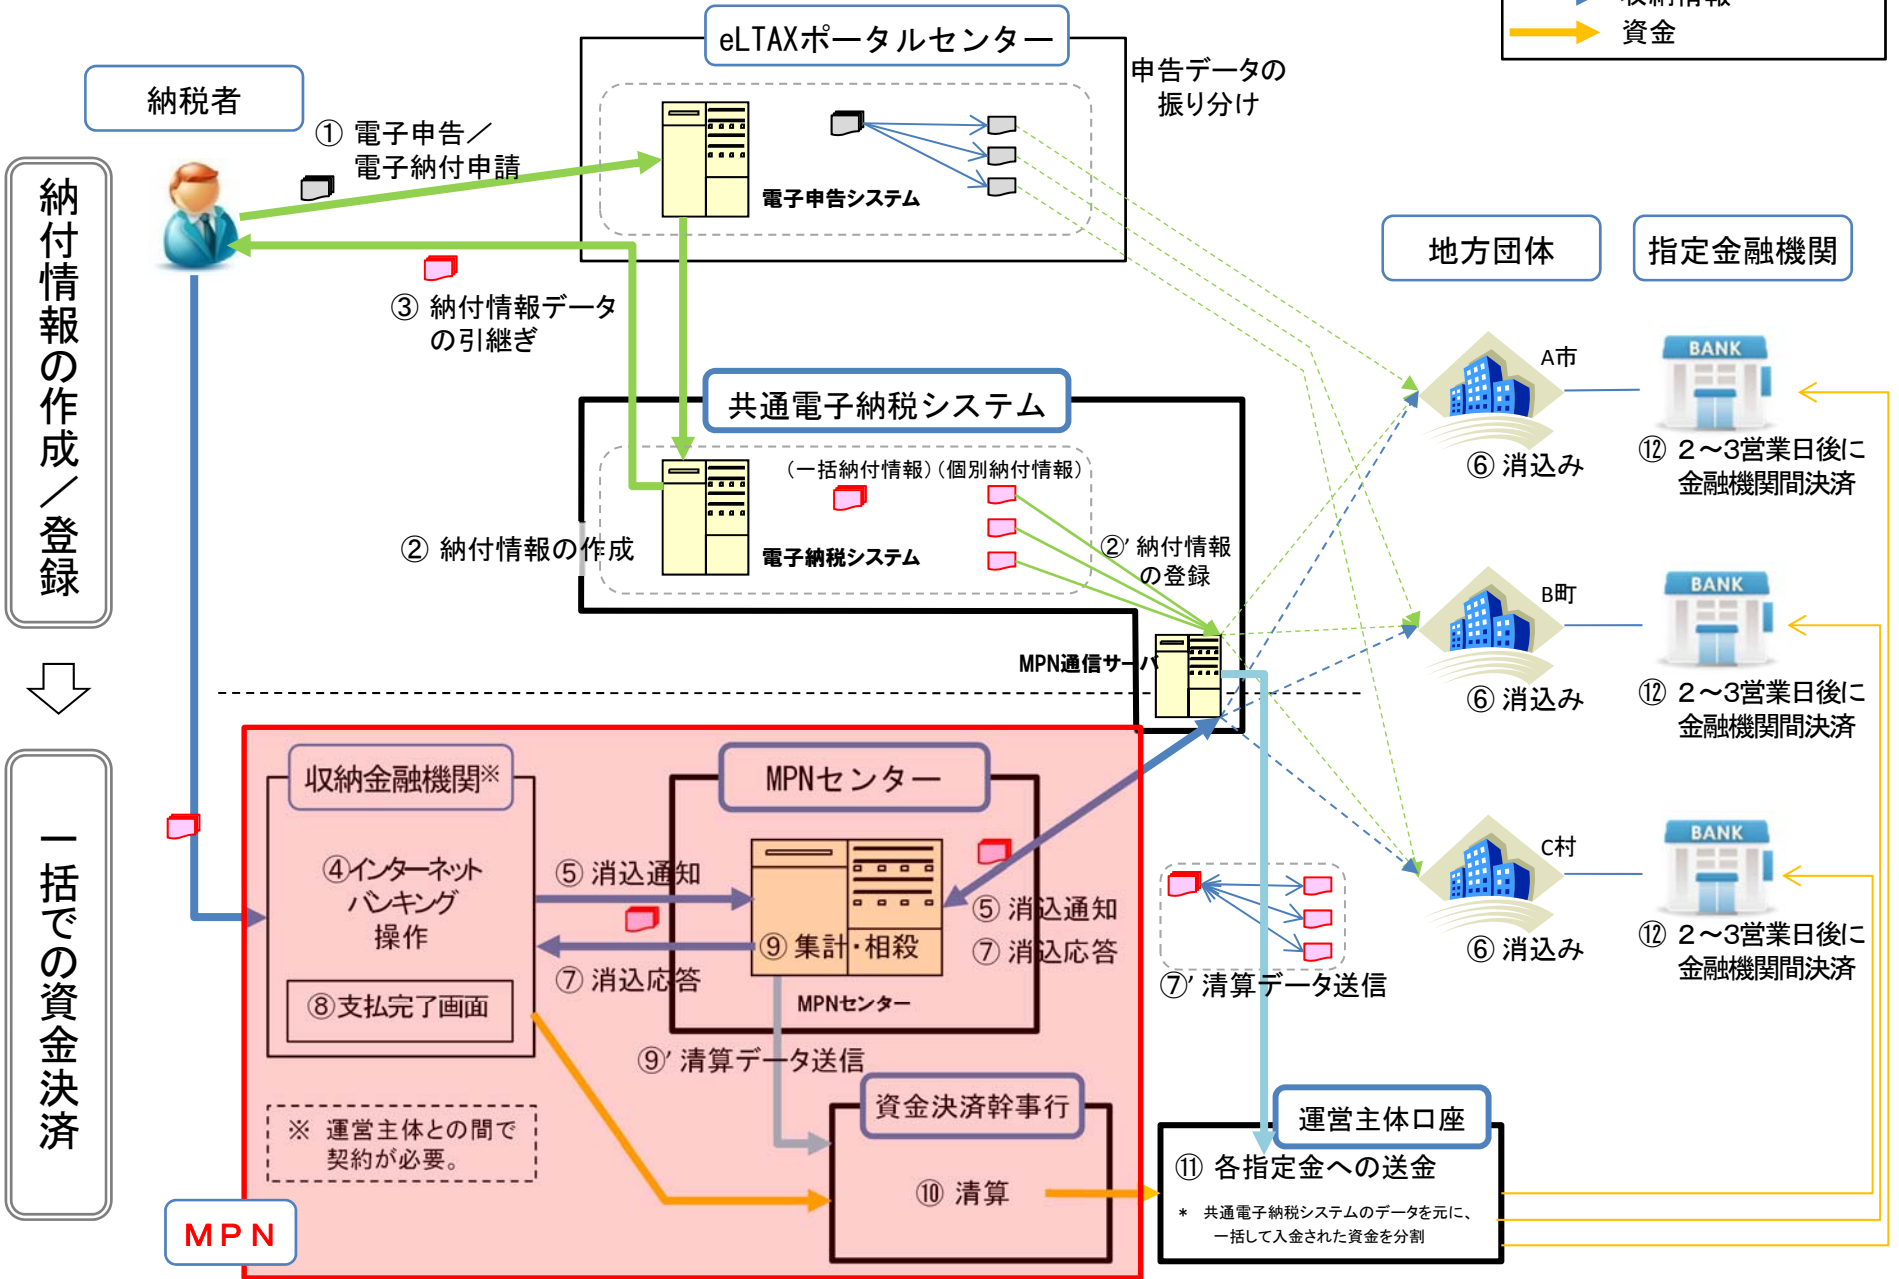 eLTAXポータルセンター
収納情報
資金
納税者
① 電子申告／
電子納付申請
申告データの
振り分け
電子申告システム
納付情報の作成／登録
③ 納付情報データ
の引継ぎ
地方団体
指定金融機関
共通電子納税システム
（一括納付情報）（個別納付情報）
② 納付情報の作成
電子納税システム
②’ 納付情報
の登録
MPN通信サーバ
A市
BANK
⑥ 消込み
⑫ 2～3営業日後に
金融機関間決済
B町
BANK
⑥ 消込み
⑫ 2～3営業日後に
金融機関間決済
C村
BANK
⑥ 消込み
⑫ 2～3営業日後に
金融機関間決済
一括での資金決済
収納金融機関※
MPNセンター
④インターネット
バンキング
操作
⑤ 消込通知
⑨ 集計・相殺
⑤ 消込通知
⑦ 消込応答
⑦ 消込応答
⑧支払完了画面
MPNセンター
⑦’ 清算データ送信
⑨’ 清算データ送信
資金決済幹事行
※ 運営主体との間で
契約が必要。
⑩ 清算
運営主体口座
⑪ 各指定金への送金
* 共通電子納税システムのデータを元に、
一括して入金された資金を分割
MPN